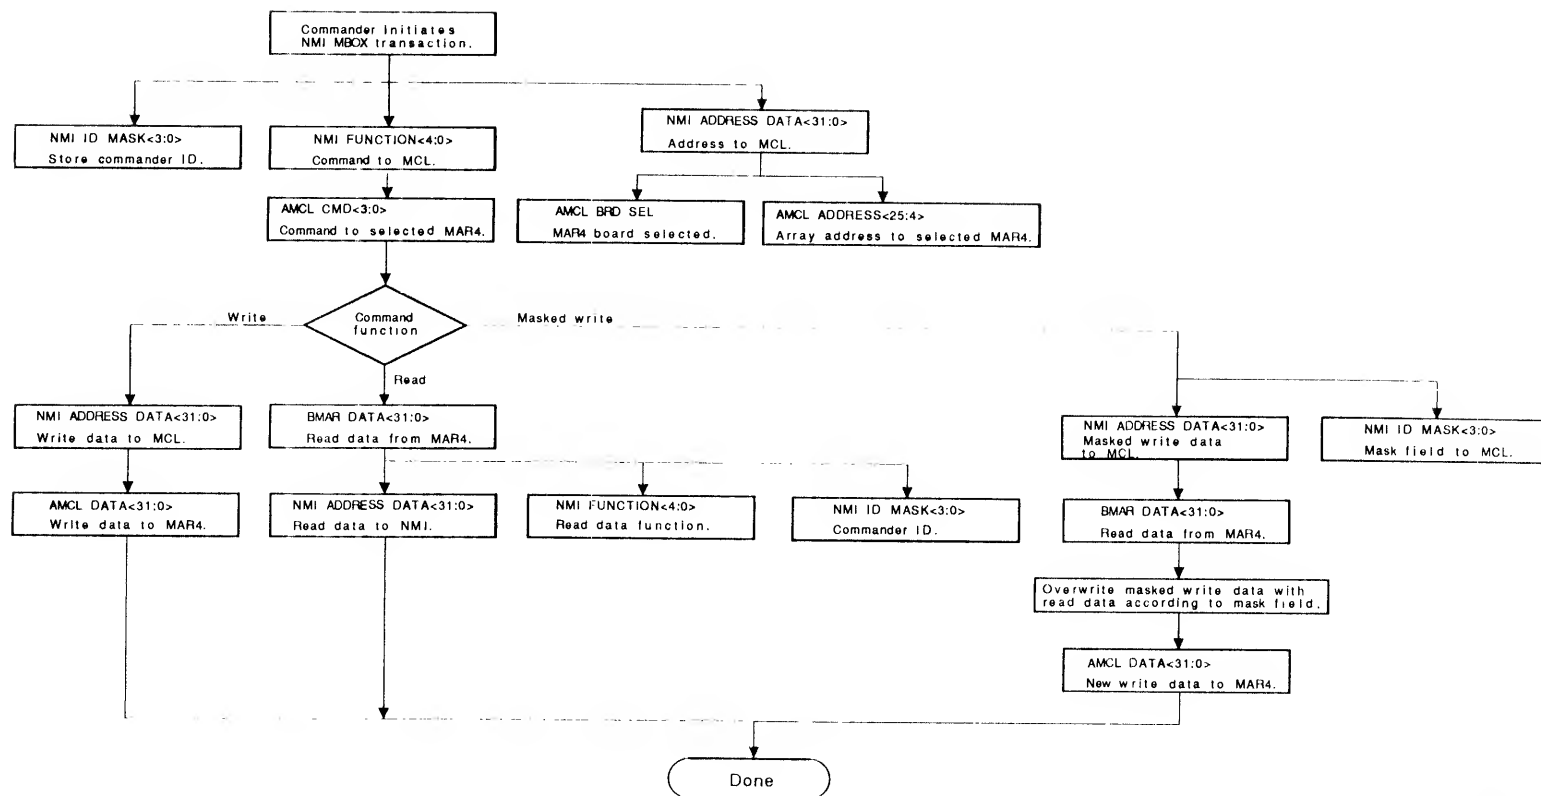 Commander Initiates
NMI MBOX transaction.
NMI ID MASK<3:0>
Store commander ID.
NMI FUNCTION<4:0>
Command to MCL.
NMI ADDRESS DATA<31:0>
Address to MCL.
AMCL CMD<3:0>
Command to selected MAR4.
AMCL BRD SEL
MAR4 board selected.
AMCL ADDRESS<25:4>
Array address to selected MAR4.
Write
Command
function
Masked write
Read
NMI ADDRESS DATA<31:0>
Write data to MCL.
BMAR DATA<31:0>
Read data from MAR4.
NMI ADDRESS DATA<31:0>
Masked write data
to MCL.
NMI ID MASK<3:0>
Mask field to MCL.
AMCL DATA<31:0>
Write data to MAR4.
NMI ADDRESS DATA<31:0>
Read data to NMI.
NMI FUNCTION<4:0>
Read data function.
NMI ID MASK<3:0>
Commander ID.
BMAR DATA<31:0>
Read data from MAR4.
Overwrite masked write data with
read data according to mask field.
AMCL DATA<31:0>
New write data to MAR4.
Done